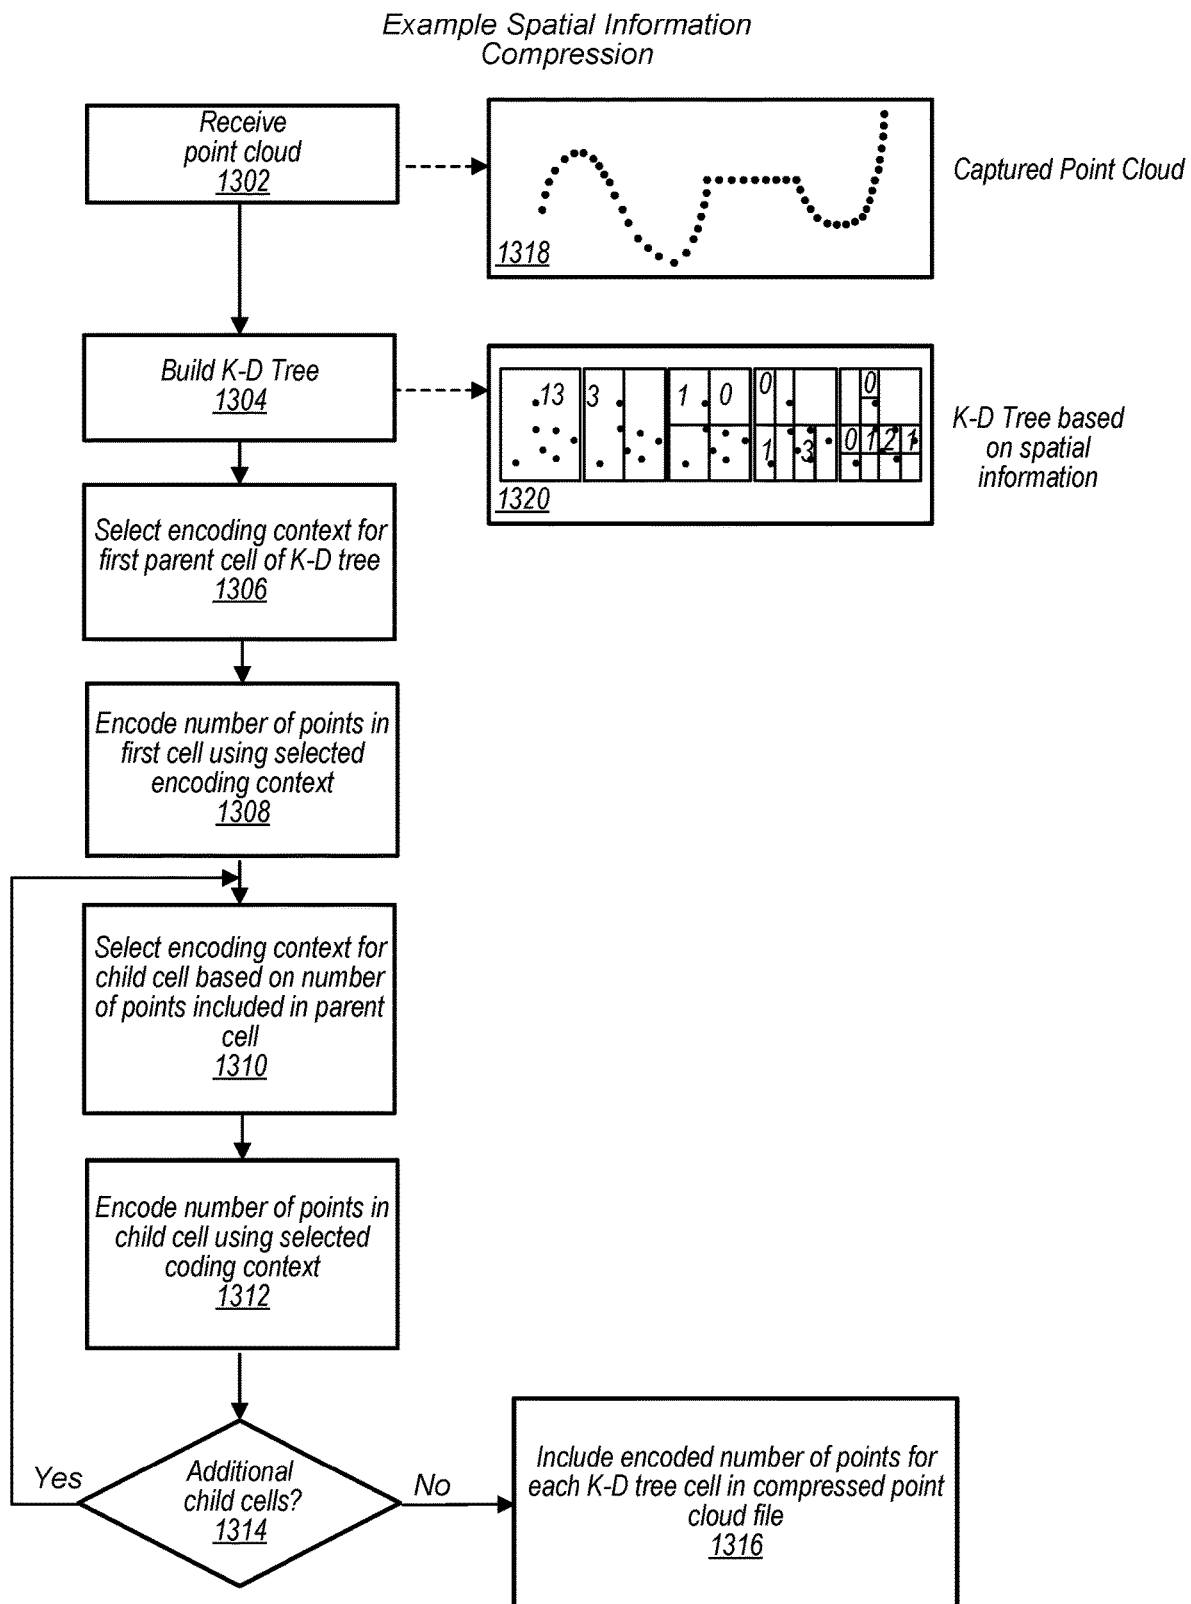 Example Spatial Information
Compression
Receive
point cloud
1302
1318
Captured Point Cloud
Build K-D Tree
1304
13 3 1 0 0 0
1 3 0 1 2 1
1320
K-D Tree based
on spatial
information
Select encoding context for
first parent cell of K-D tree
1306
Encode number of points in
first cell using selected
encoding context
1308
Select encoding context for
child cell based on number
of points included in parent
cell
1310
Encode number of points in
child cell using selected
coding context
1312
Yes
Additional
child cells?
1314
No
Include encoded number of points for
each K-D tree cell in compressed point
cloud file
1316